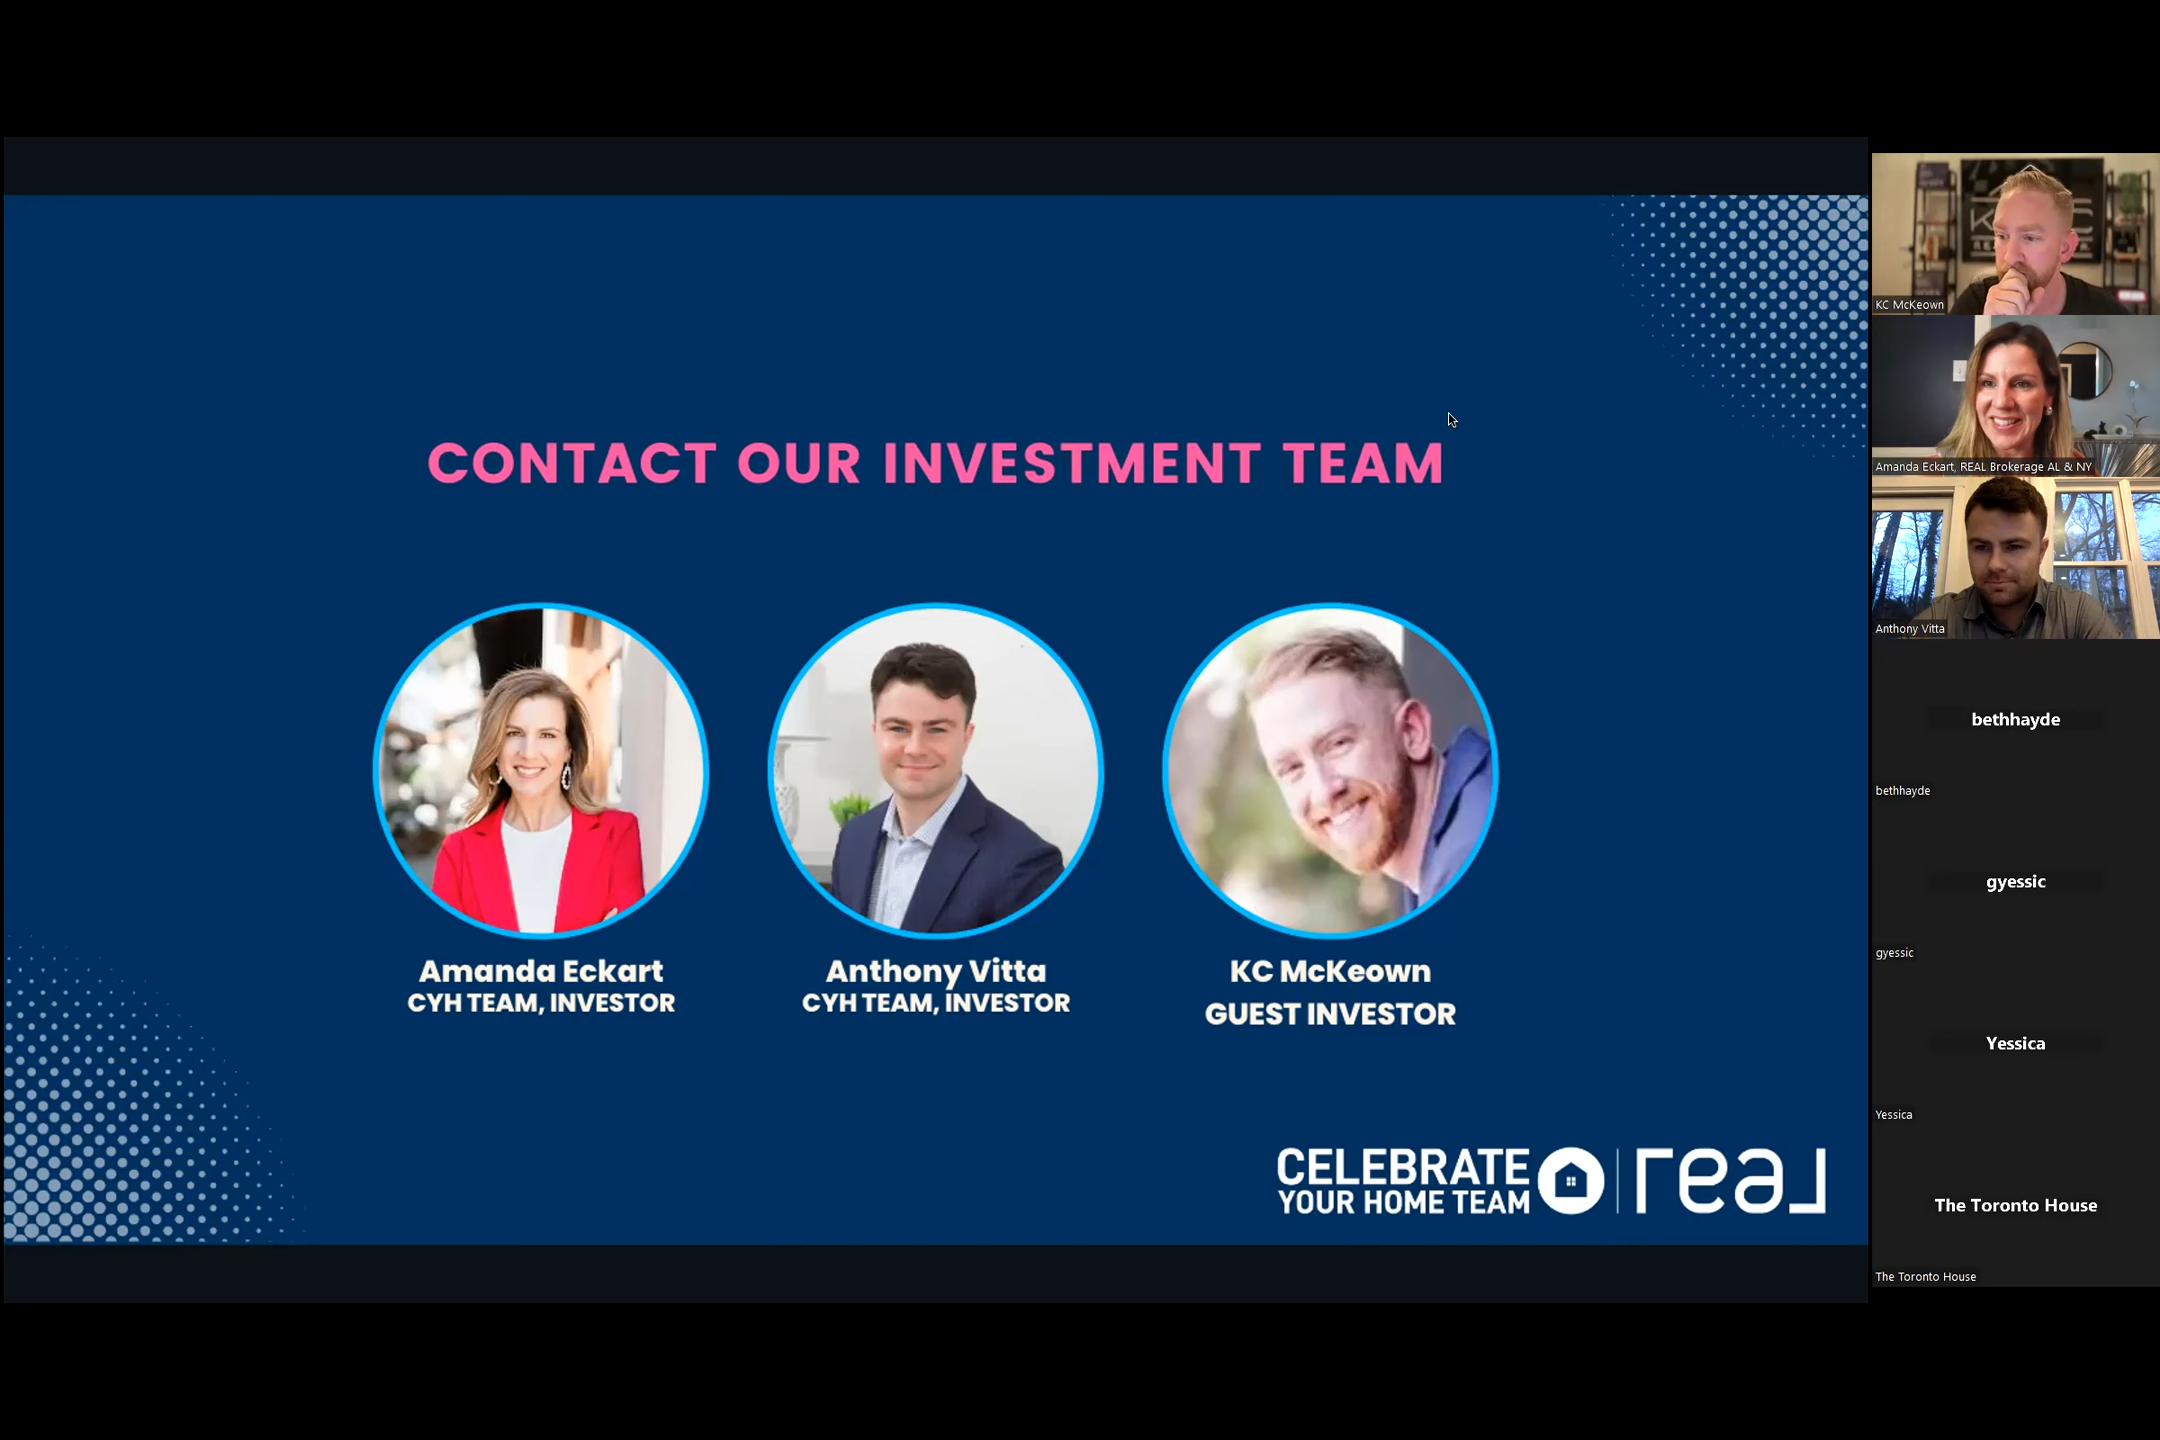 CONTACT OUR INVESTMENT TEAM
Amanda Eckart
CYH TEAM, INVESTOR
Anthony Vitta
CYH TEAM, INVESTOR
KC McKeown
GUEST INVESTOR
CELEBRATE
YOUR HOME TEAM
real
KC McKeown
Amanda Eckart, REAL Brokerage AL & NY
Anthony Vitta
bethhayde
bethhayde
gyessic
gyessic
Yessica
Yessica
The Toronto House
The Toronto House